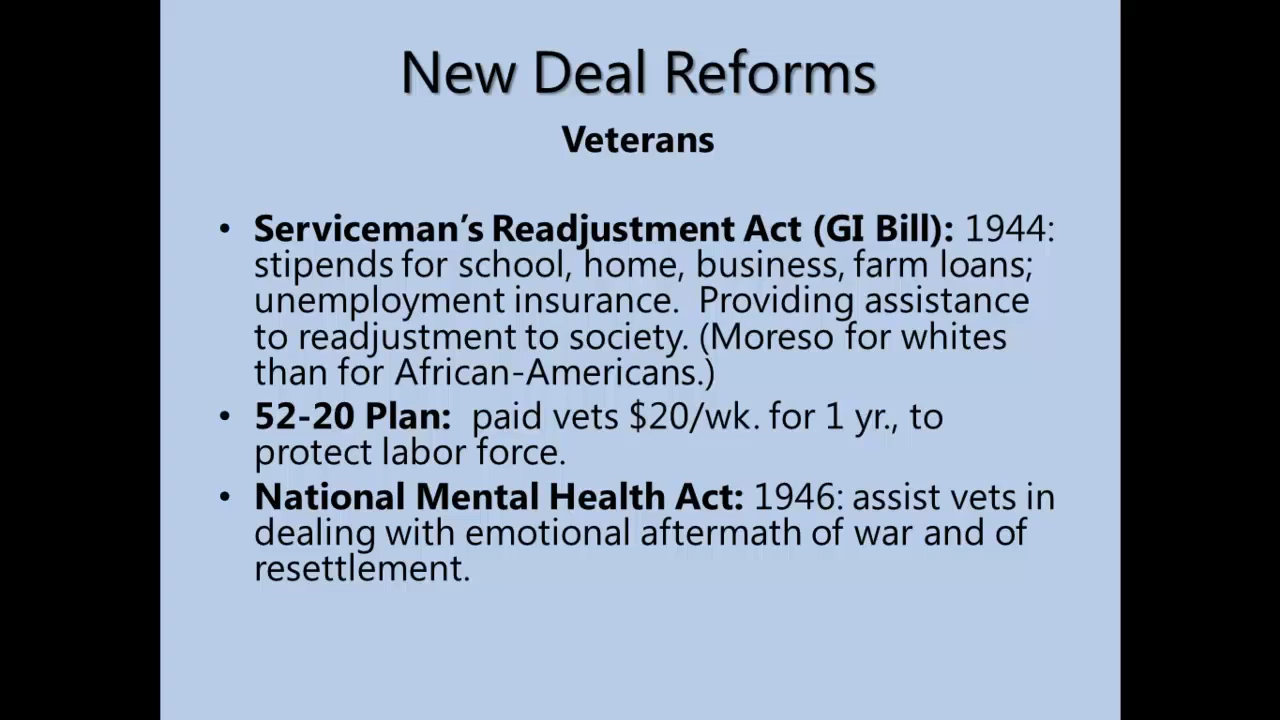 New Deal Reforms
Veterans
• Serviceman’s Readjustment Act (GI Bill): 1944:
stipends for school, home, business, farm loans;
unemployment insurance.  Providing assistance
to readjustment to society. (Moreso for whites
than for African-Americans.)
• 52-20 Plan:  paid vets $20/wk. for 1 yr., to
protect labor force.
• National Mental Health Act: 1946: assist vets in
dealing with emotional aftermath of war and of
resettlement.